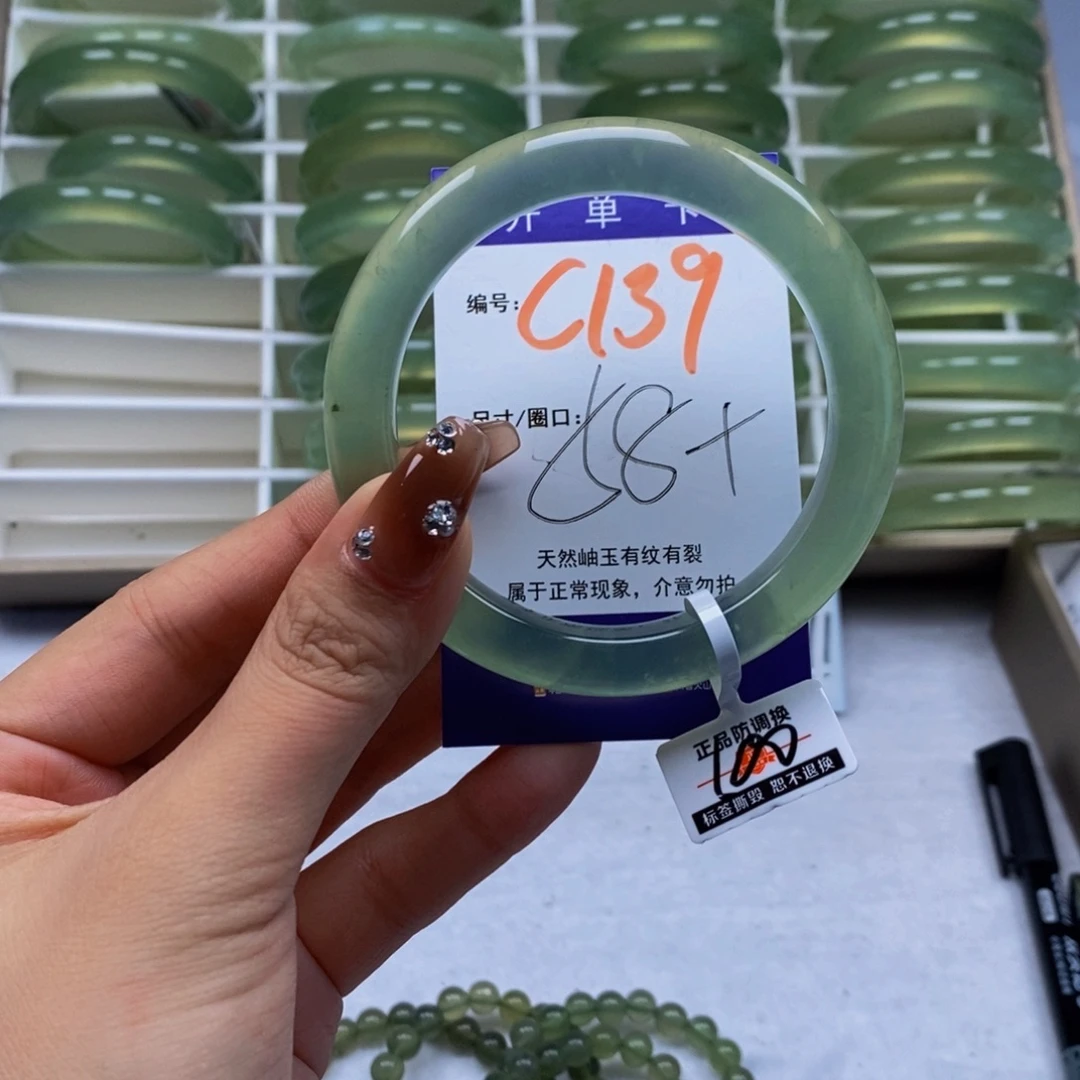 开单卡
编号:C139
尺寸/圈口:58+
天然岫玉有纹有裂
属于正常现象，介意勿拍
正品防调换
100
标签撕毁 恕不退换